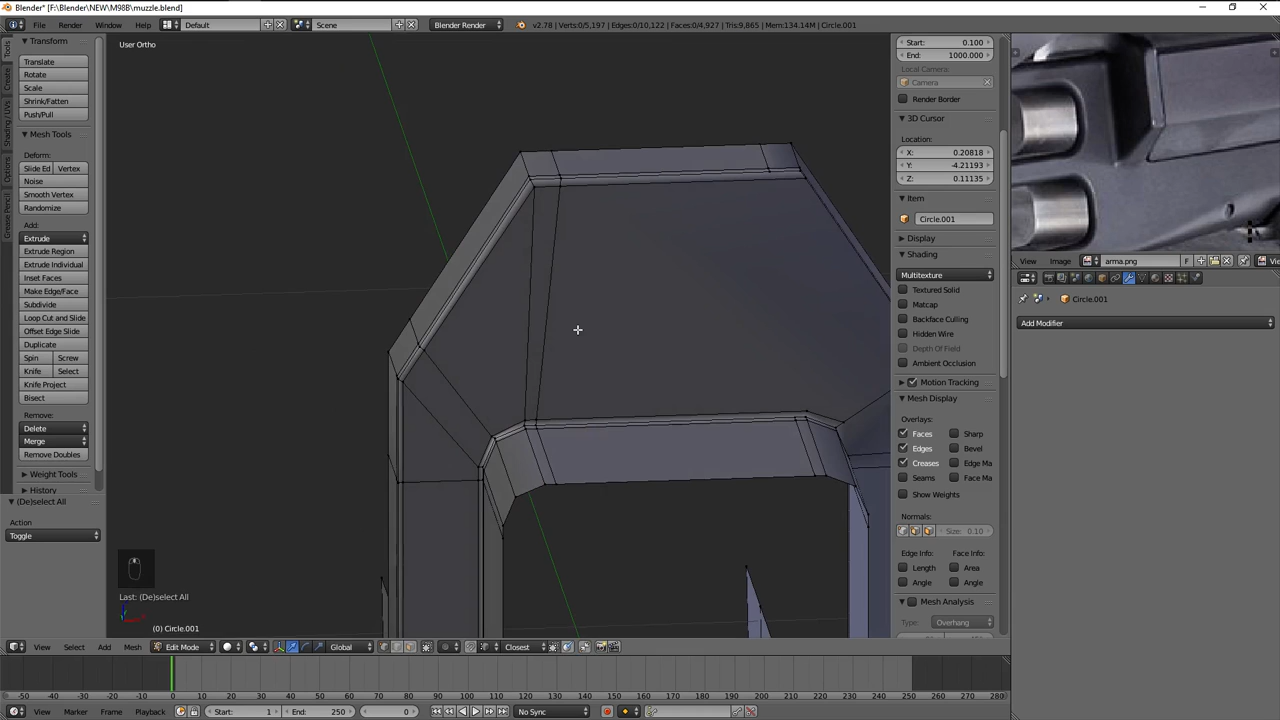 Blender* [F:\Blender\NEW\M98B\muzzle.blend]
File Render Window Help Default Scene Blender Render v2.78 | Verts:0/5,197 | Edges:0/10,122 | Faces:0/4,927 | Tris:9,865 | Mem:134.14M | Circle.001
Tools
Create
Shading / UVs
Options
Grease Pencil
Transform
Translate
Rotate
Scale
Shrink/Fatten
Push/Pull
Mesh Tools
Deform:
Slide Ed Vertex
Noise
Smooth Vertex
Randomize
Add:
Extrude
Extrude Region
Extrude Individual
Inset Faces
Make Edge/Face
Subdivide
Loop Cut and Slide
Offset Edge Slide
Duplicate
Spin Screw
Knife Select
Knife Project
Bisect
Remove:
Delete
Merge
Remove Doubles
Weight Tools
History
(De)select All
Action
Toggle
User Ortho
Last: (De)select All
(0) Circle.001
Start: 0.100
End: 1000.000
Local Camera:
Camera
Render Border
3D Cursor
Location:
X: 0.20818
Y: -4.21193
Z: 0.11135
Item
Circle.001
Display
Shading
Multitexture
Textured Solid
Matcap
Backface Culling
Hidden Wire
Depth Of Field
Ambient Occlusion
Motion Tracking
Mesh Display
Overlays:
Faces Sharp
Edges Bevel
Creases Edge Ma
Seams Face Ma
Show Weights
Normals:
Size: 0.10
Edge Info: Face Info:
Length Area
Angle Angle
Mesh Analysis
Type: Overhang
View Image arma.png F
Circle.001
Add Modifier
View Select Add Mesh Edit Mode Global Closest
-50 -40 -30 -20 -10 0 10 20 30 40 50 60 70 80 90 100 110 120 130 140 150 160 170 180 190 200 210 220 230 240 250 260 270 280
View Marker Frame Playback Start: 1 End: 250 0 No Sync